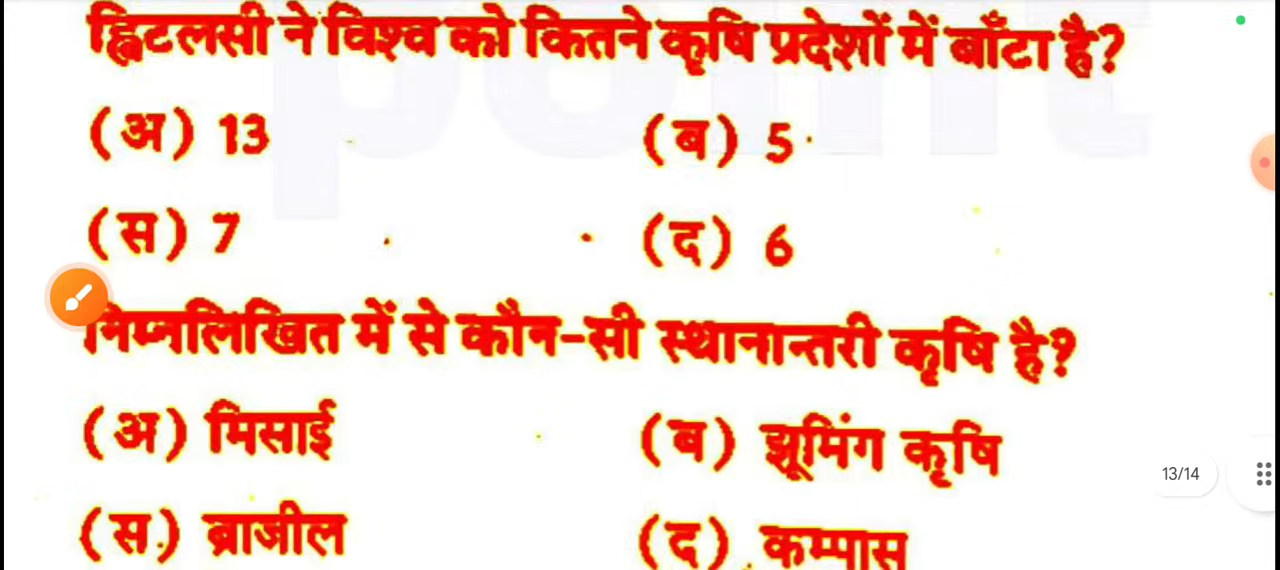 ह्विटलसी ने विश्व को कितने कृषि प्रदेशों में बाँटा है?
(अ) 13 (ब) 5
(स) 7 (द) 6
निम्नलिखित में से कौन-सी स्थानान्तरी कृषि है?
(अ) मिसाई (ब) झूमिंग कृषि
13/14
(स) ब्राजील (द) कम्पास